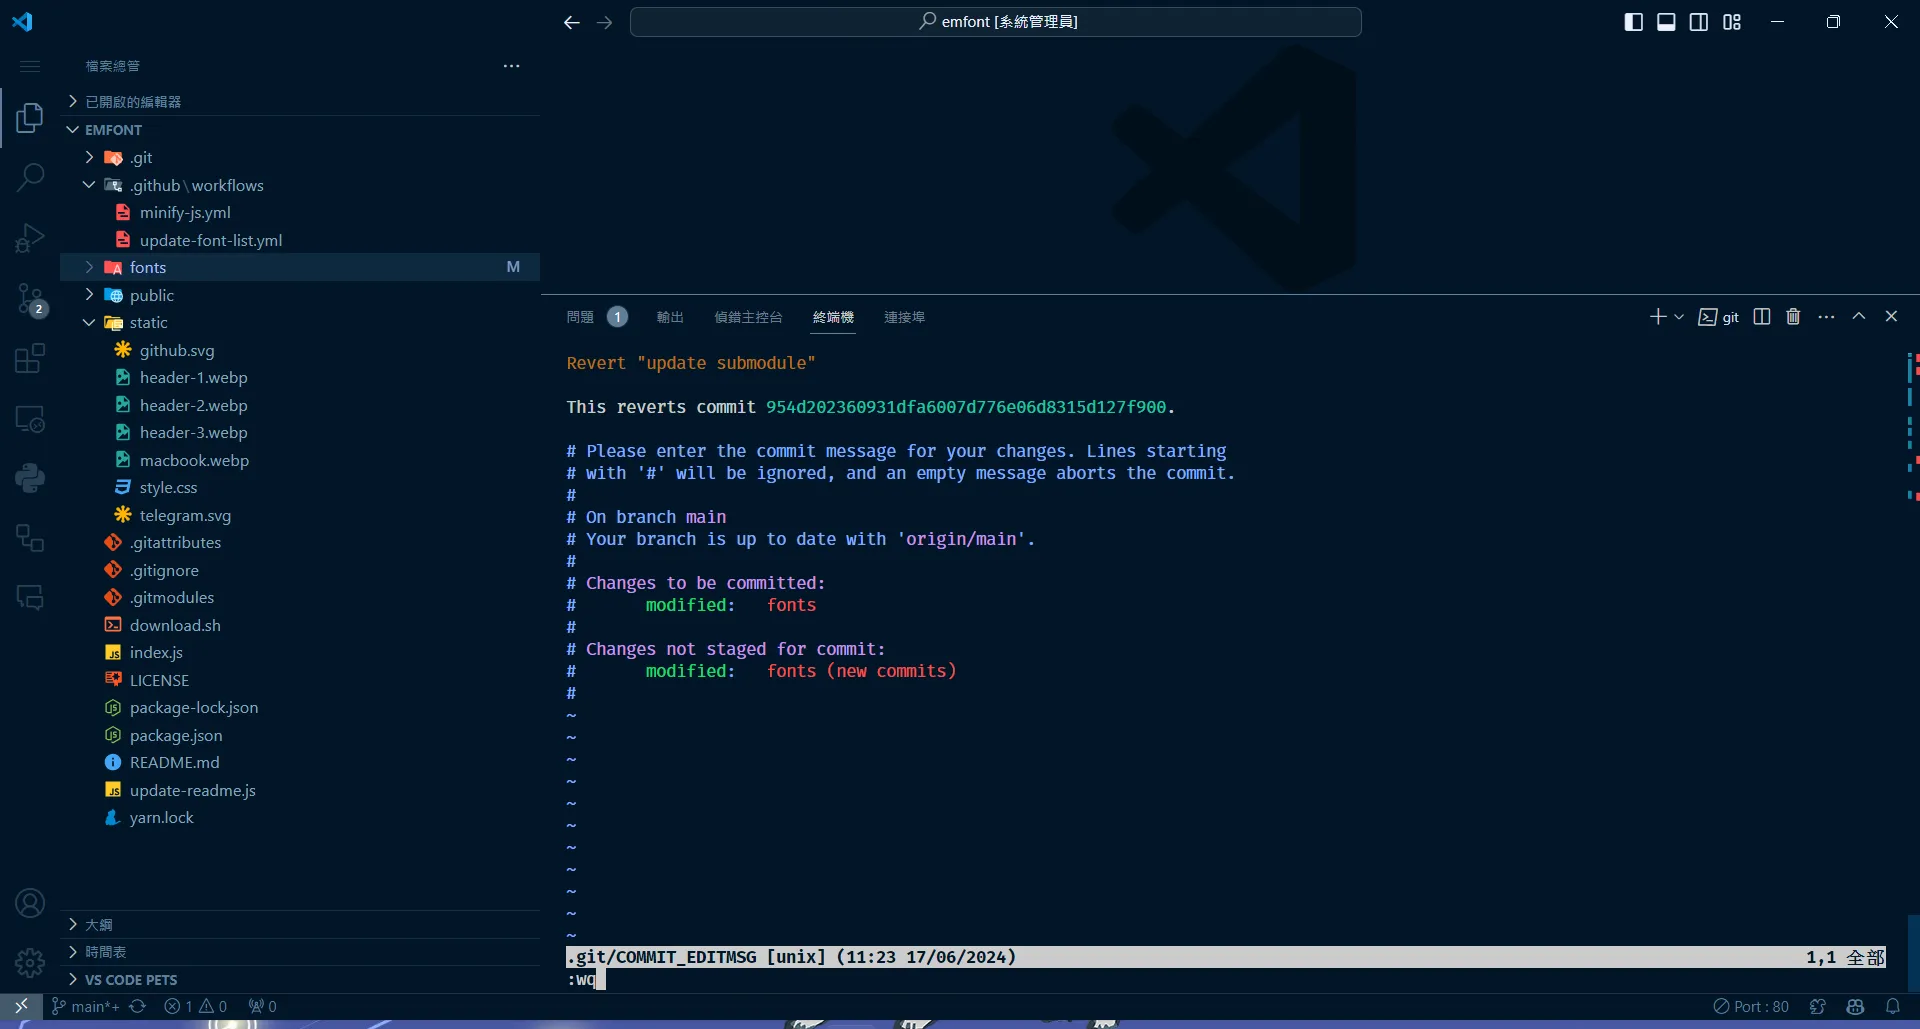 emfont [系統管理員]
檔案總管
已開啟的編輯器
EMFONT
.git
.github\workflows
minify-js.yml
update-font-list.yml
fonts M
public
static
github.svg
header-1.webp
header-2.webp
header-3.webp
macbook.webp
style.css
telegram.svg
.gitattributes
.gitignore
.gitmodules
download.sh
index.js
LICENSE
package-lock.json
package.json
README.md
update-readme.js
yarn.lock
大綱
時間表
VS CODE PETS
2
問題 1 輸出 偵錯主控台 終端機 連接埠 git
Revert "update submodule"
This reverts commit 954d202360931dfa6007d776e06d8315d127f900.
# Please enter the commit message for your changes. Lines starting
# with '#' will be ignored, and an empty message aborts the commit.
#
# On branch main
# Your branch is up to date with 'origin/main'.
#
# Changes to be committed:
# modified: fonts
#
# Changes not staged for commit:
# modified: fonts (new commits)
#
~
~
~
~
~
~
~
~
~
~
~
.git/COMMIT_EDITMSG [unix] (11:23 17/06/2024) 1,1 全部
:wq
main*+ 1 0 0 Port : 80